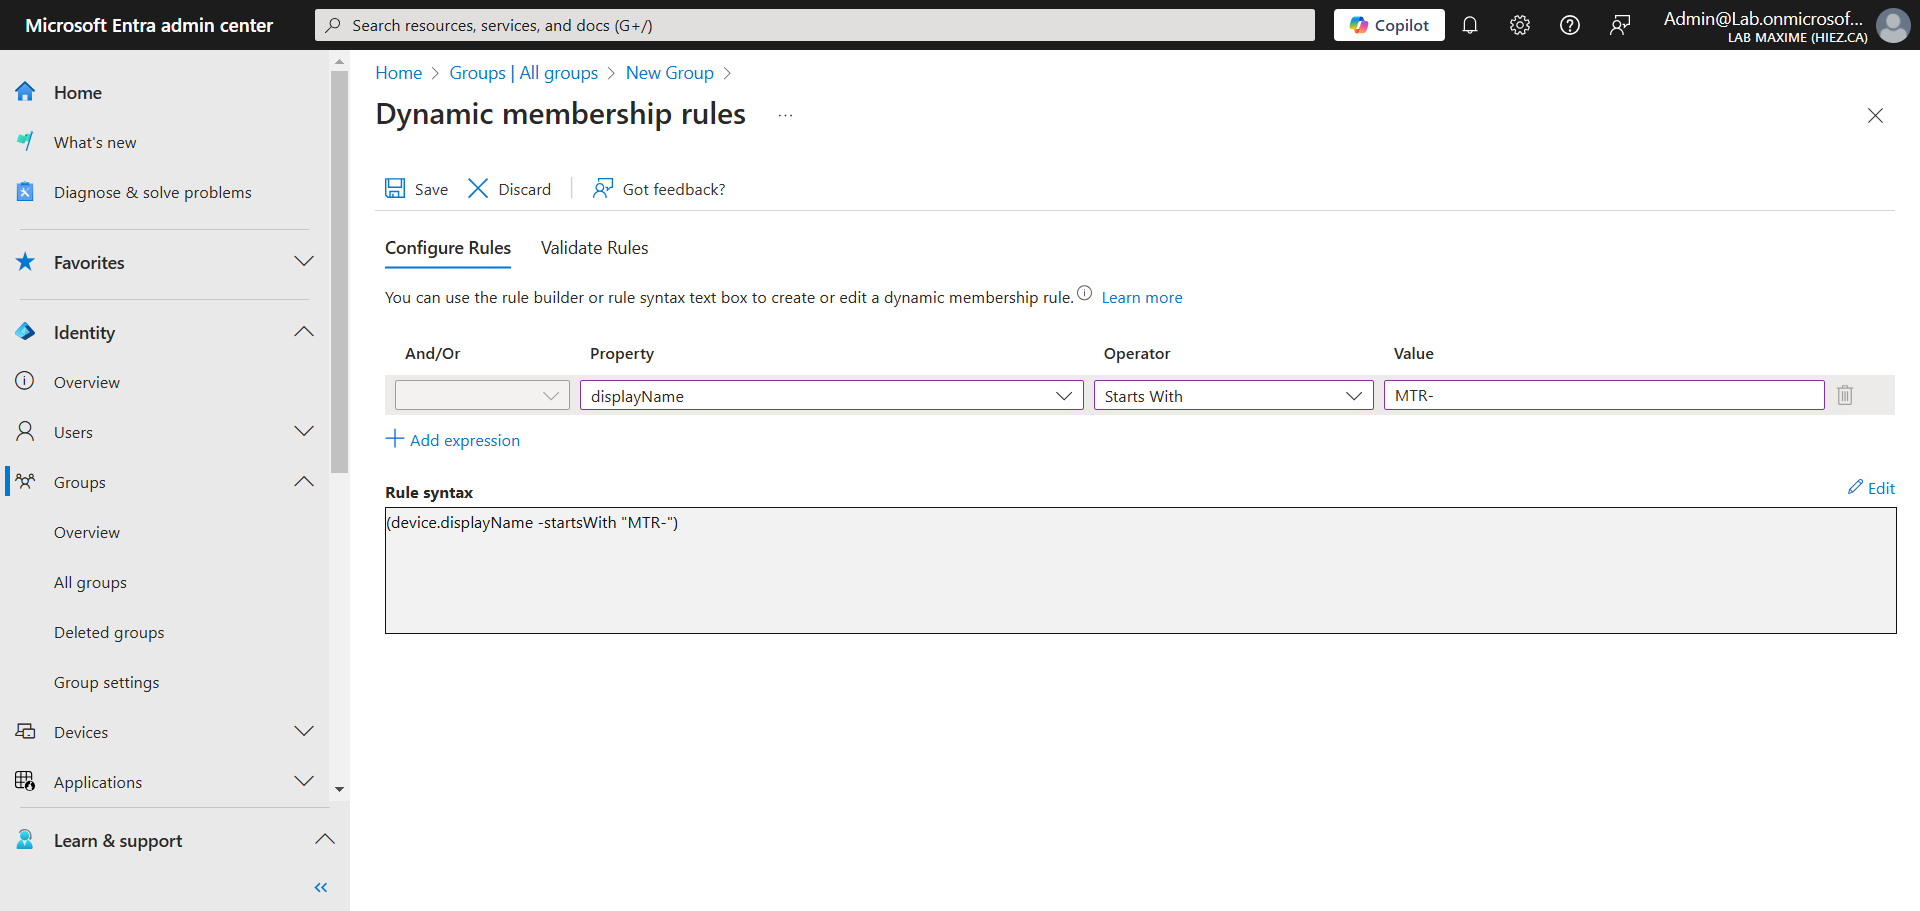 Microsoft Entra admin center
Search resources, services, and docs (G+/)
Copilot
Admin@Lab.onmicrosof...
LAB MAXIME (HIEZ.CA)
Home
What's new
Diagnose & solve problems
Favorites
Identity
Overview
Users
Groups
Overview
All groups
Deleted groups
Group settings
Devices
Applications
Learn & support
Home > Groups | All groups > New Group >
Dynamic membership rules ...
Save
Discard
Got feedback?
Configure Rules
Validate Rules
You can use the rule builder or rule syntax text box to create or edit a dynamic membership rule. Learn more
And/Or Property Operator Value
displayName Starts With MTR-
+ Add expression
Rule syntax
Edit
(device.displayName -startsWith "MTR-")